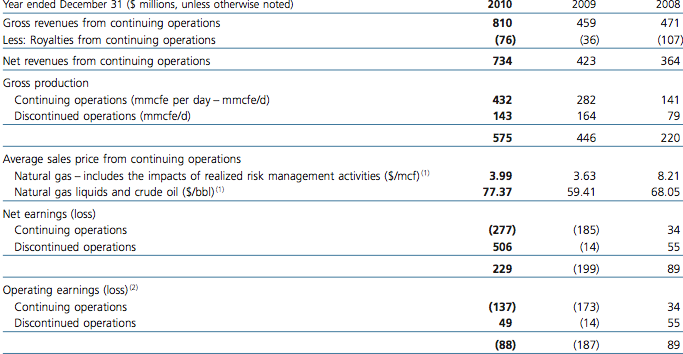 Year ended December 31 ($ millions, unless otherwise noted) 2010 2009 2008
Gross revenues from continuing operations 810 459 471
Less: Royalties from continuing operations (76) (36) (107)
Net revenues from continuing operations 734 423 364
Gross production
Continuing operations (mmcfe per day – mmcfe/d) 432 282 141
Discontinued operations (mmcfe/d) 143 164 79
575 446 220
Average sales price from continuing operations
Natural gas – includes the impacts of realized risk management activities ($/mcf) (1) 3.99 3.63 8.21
Natural gas liquids and crude oil ($/bbl) (1) 77.37 59.41 68.05
Net earnings (loss)
Continuing operations (277) (185) 34
Discontinued operations 506 (14) 55
229 (199) 89
Operating earnings (loss) (2)
Continuing operations (137) (173) 34
Discontinued operations 49 (14) 55
(88) (187) 89